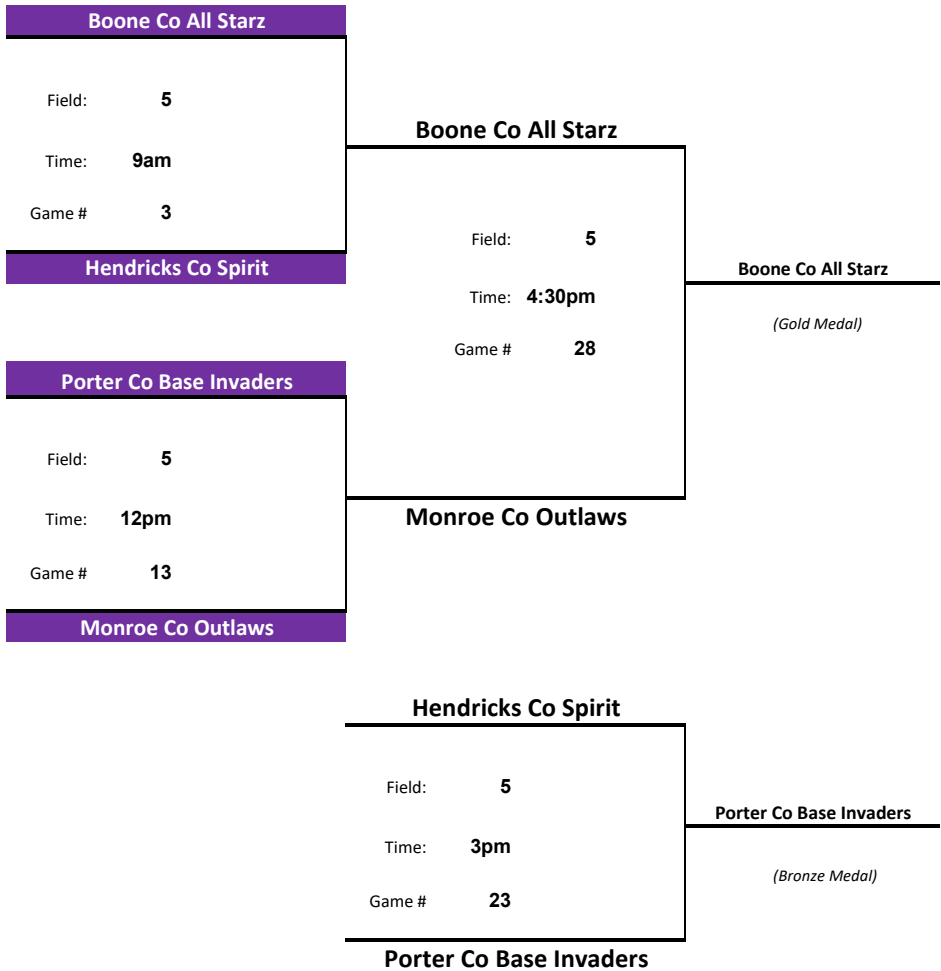 Boone Co All Starz
Field: 5
Time: 9am
Game # 3
Hendricks Co Spirit
Porter Co Base Invaders
Field: 5
Time: 12pm
Game # 13
Monroe Co Outlaws
Boone Co All Starz
Field: 5
Time: 4:30pm
Game # 28
Monroe Co Outlaws
Boone Co All Starz
(Gold Medal)
Hendricks Co Spirit
Field: 5
Time: 3pm
Game # 23
Porter Co Base Invaders
Porter Co Base Invaders
(Bronze Medal)